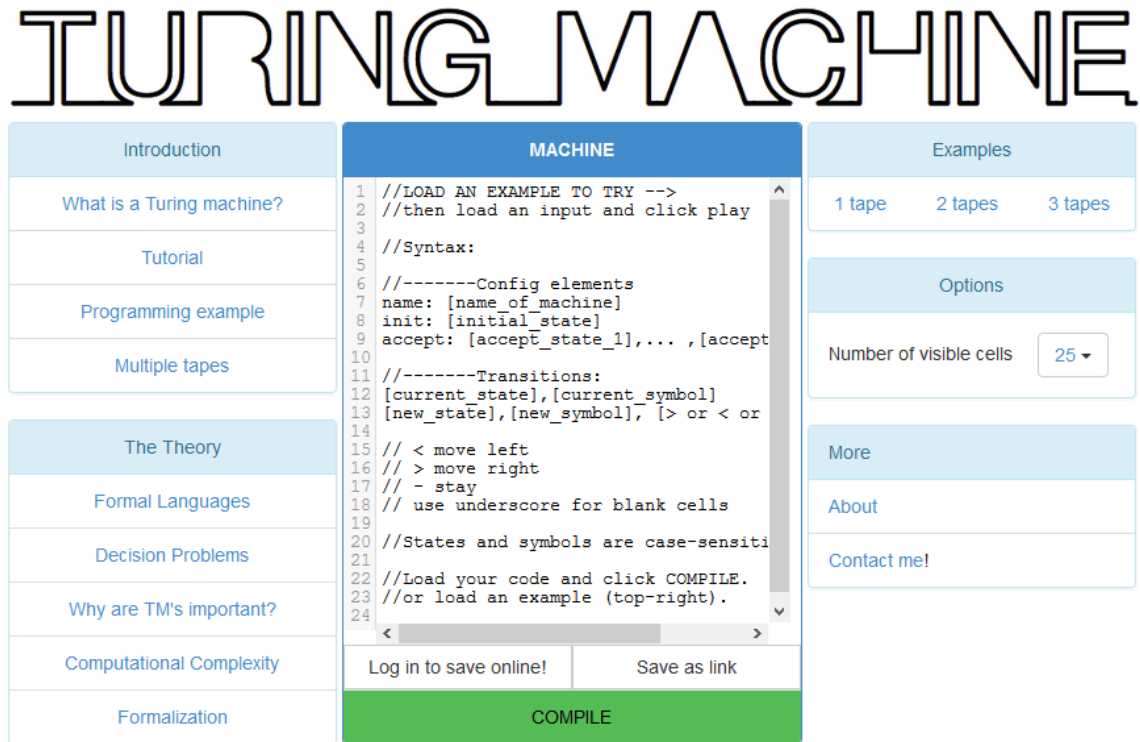 TURING MACHINE
Introduction
What is a Turing machine?
Tutorial
Programming example
Multiple tapes
The Theory
Formal Languages
Decision Problems
Why are TM's important?
Computational Complexity
Formalization
MACHINE
1 //LOAD AN EXAMPLE TO TRY -->
2 //then load an input and click play
3
4 //Syntax:
5
6 //-------Config elements
7 name: [name_of_machine]
8 init: [initial_state]
9 accept: [accept_state_1],... ,[accept
10
11 //-------Transitions:
12 [current_state],[current_symbol]
13 [new_state],[new_symbol], [> or < or
14
15 // < move left
16 // > move right
17 // - stay
18 // use underscore for blank cells
19
20 //States and symbols are case-sensiti
21
22 //Load your code and click COMPILE.
23 //or load an example (top-right).
24
Log in to save online!
Save as link
COMPILE
Examples
1 tape 2 tapes 3 tapes
Options
Number of visible cells 25
More
About
Contact me!